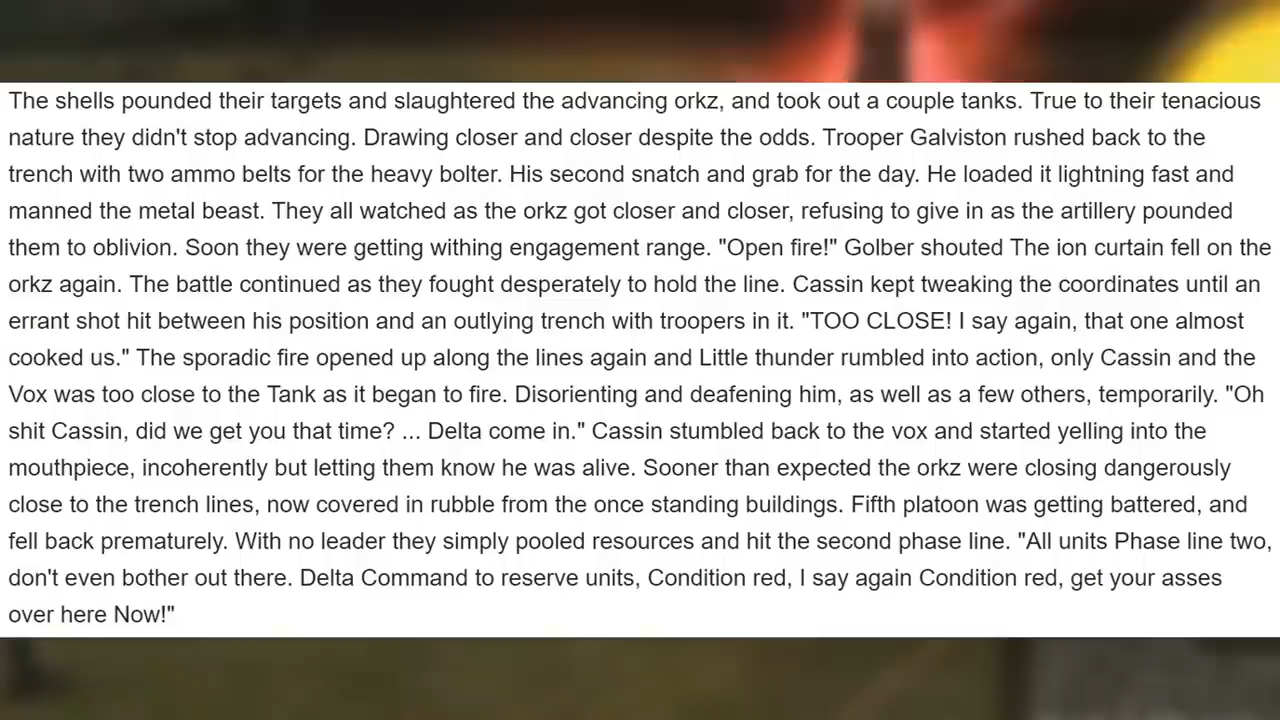 The shells pounded their targets and slaughtered the advancing orkz, and took out a couple tanks. True to their tenacious
nature they didn't stop advancing. Drawing closer and closer despite the odds. Trooper Galviston rushed back to the
trench with two ammo belts for the heavy bolter. His second snatch and grab for the day. He loaded it lightning fast and
manned the metal beast. They all watched as the orkz got closer and closer, refusing to give in as the artillery pounded
them to oblivion. Soon they were getting withing engagement range. "Open fire!" Golber shouted The ion curtain fell on the
orkz again. The battle continued as they fought desperately to hold the line. Cassin kept tweaking the coordinates until an
errant shot hit between his position and an outlying trench with troopers in it. "TOO CLOSE! I say again, that one almost
cooked us." The sporadic fire opened up along the lines again and Little thunder rumbled into action, only Cassin and the
Vox was too close to the Tank as it began to fire. Disorienting and deafening him, as well as a few others, temporarily. "Oh
shit Cassin, did we get you that time? ... Delta come in." Cassin stumbled back to the vox and started yelling into the
mouthpiece, incoherently but letting them know he was alive. Sooner than expected the orkz were closing dangerously
close to the trench lines, now covered in rubble from the once standing buildings. Fifth platoon was getting battered, and
fell back prematurely. With no leader they simply pooled resources and hit the second phase line. "All units Phase line two,
don't even bother out there. Delta Command to reserve units, Condition red, I say again Condition red, get your asses
over here Now!"